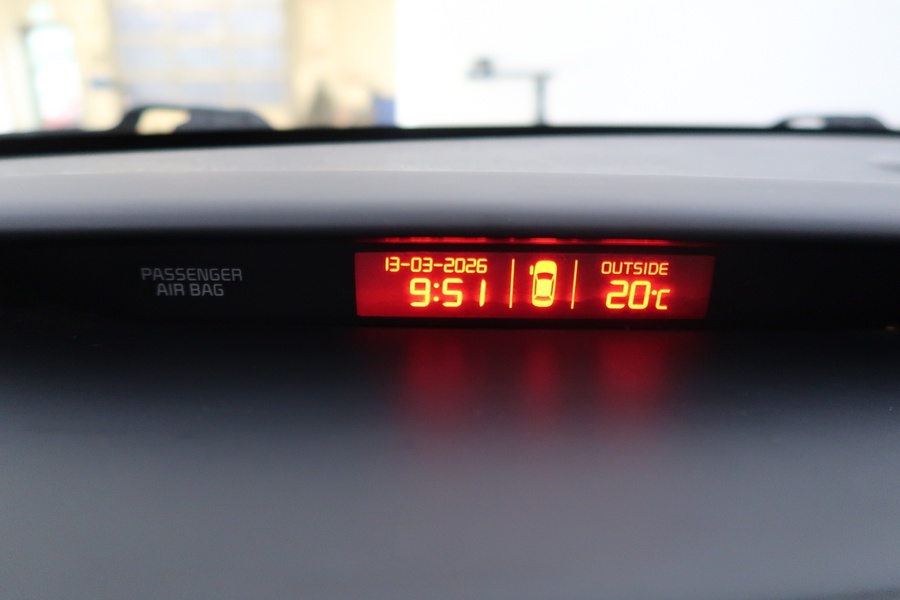 PASSENGER
AIR BAG
13-03-2026
9:51
OUTSIDE
20°C